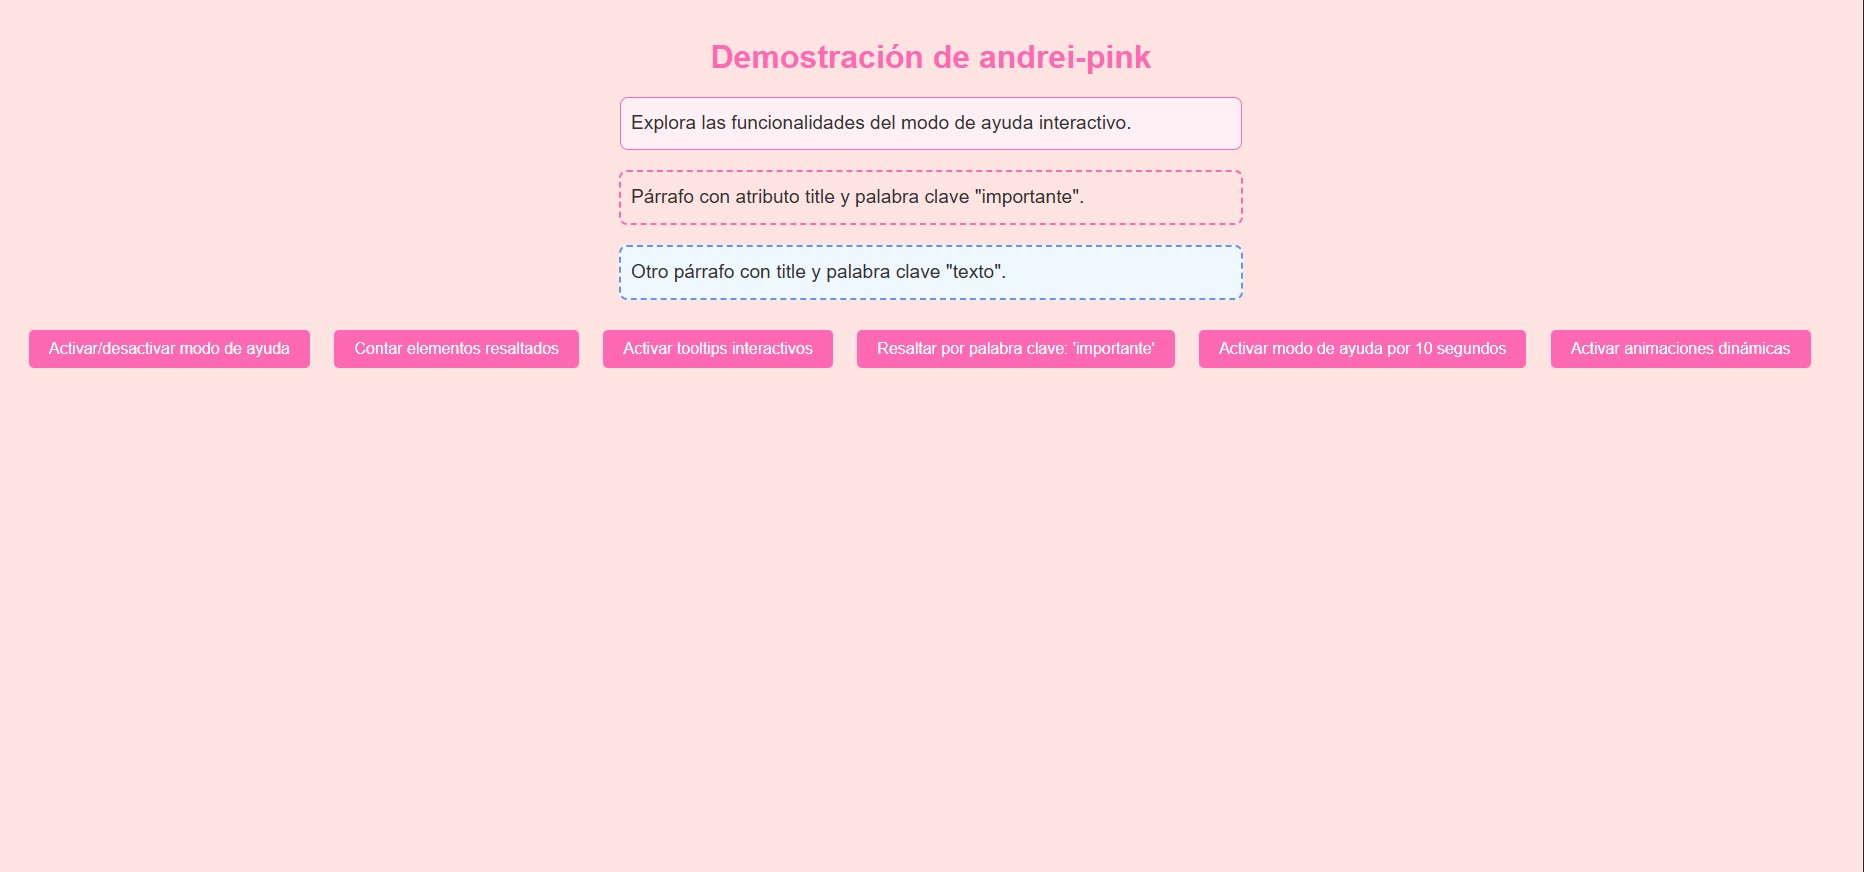 Demostración de andrei-pink
Explora las funcionalidades del modo de ayuda interactivo.
Párrafo con atributo title y palabra clave "importante".
Otro párrafo con title y palabra clave "texto".
Activar/desactivar modo de ayuda
Contar elementos resaltados
Activar tooltips interactivos
Resaltar por palabra clave: 'importante'
Activar modo de ayuda por 10 segundos
Activar animaciones dinámicas